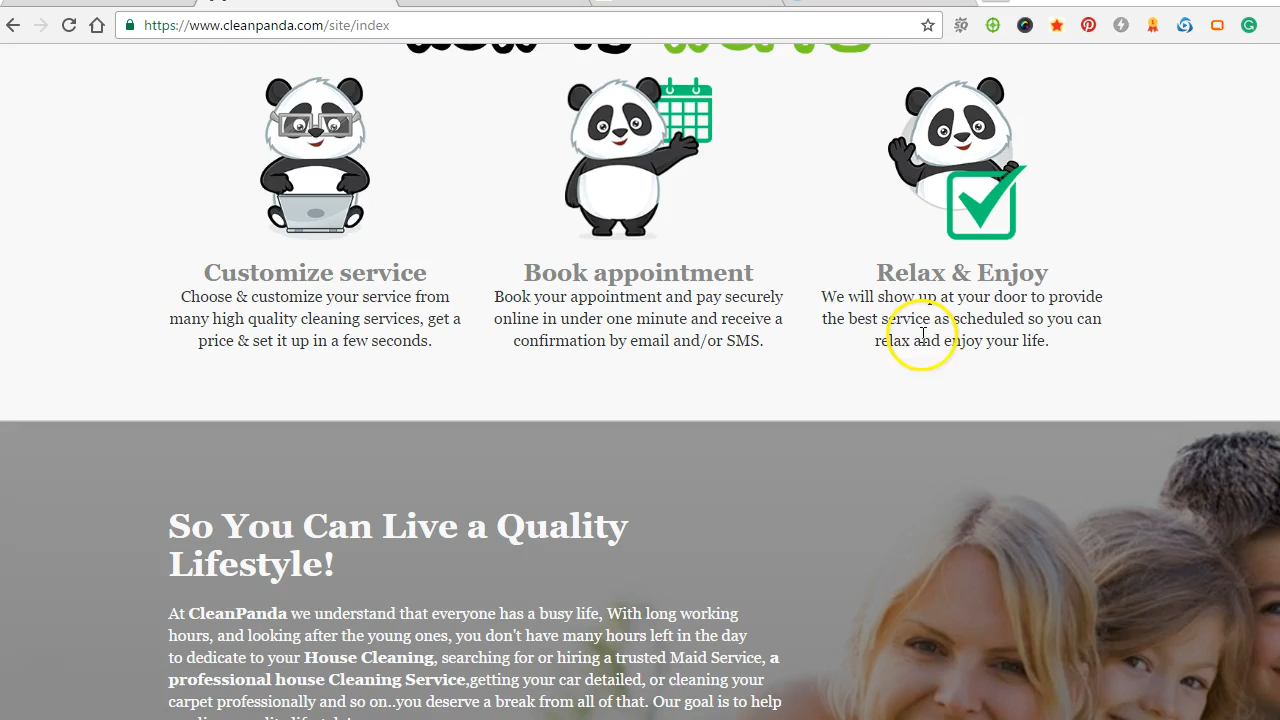 https://www.cleanpanda.com/site/index
Customize service
Choose & customize your service from
many high quality cleaning services, get a
price & set it up in a few seconds.
Book appointment
Book your appointment and pay securely
online in under one minute and receive a
confirmation by email and/or SMS.
Relax & Enjoy
We will show up at your door to provide
the best service as scheduled so you can
relax and enjoy your life.
So You Can Live a Quality
Lifestyle!
At CleanPanda we understand that everyone has a busy life, With long working
hours, and looking after the young ones, you don't have many hours left in the day
to dedicate to your House Cleaning, searching for or hiring a trusted Maid Service, a
professional house Cleaning Service,getting your car detailed, or cleaning your
carpet professionally and so on..you deserve a break from all of that. Our goal is to help